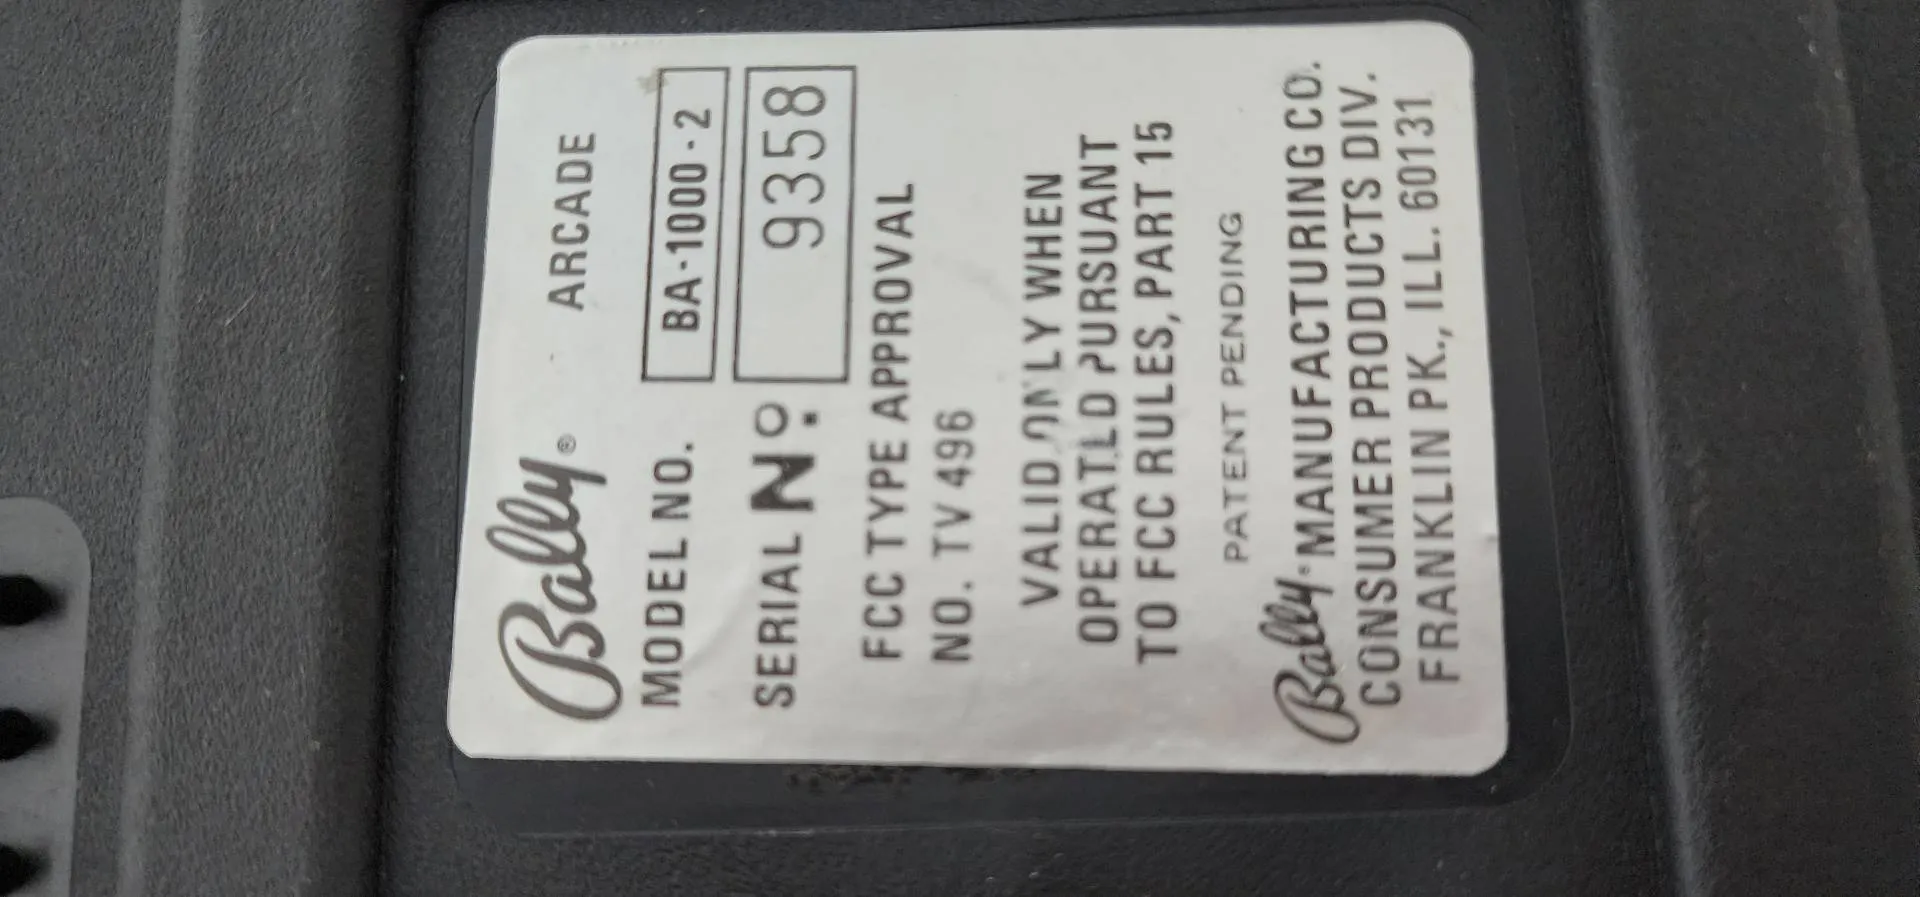 Bally® ARCADE
MODEL NO. BA-1000-2
SERIAL Nº. 9358
FCC TYPE APPROVAL
NO. TV 496
VALID ONLY WHEN
OPERATED PURSUANT
TO FCC RULES, PART 15
PATENT PENDING
Bally® MANUFACTURING CO.
CONSUMER PRODUCTS DIV.
FRANKLIN PK., ILL. 60131